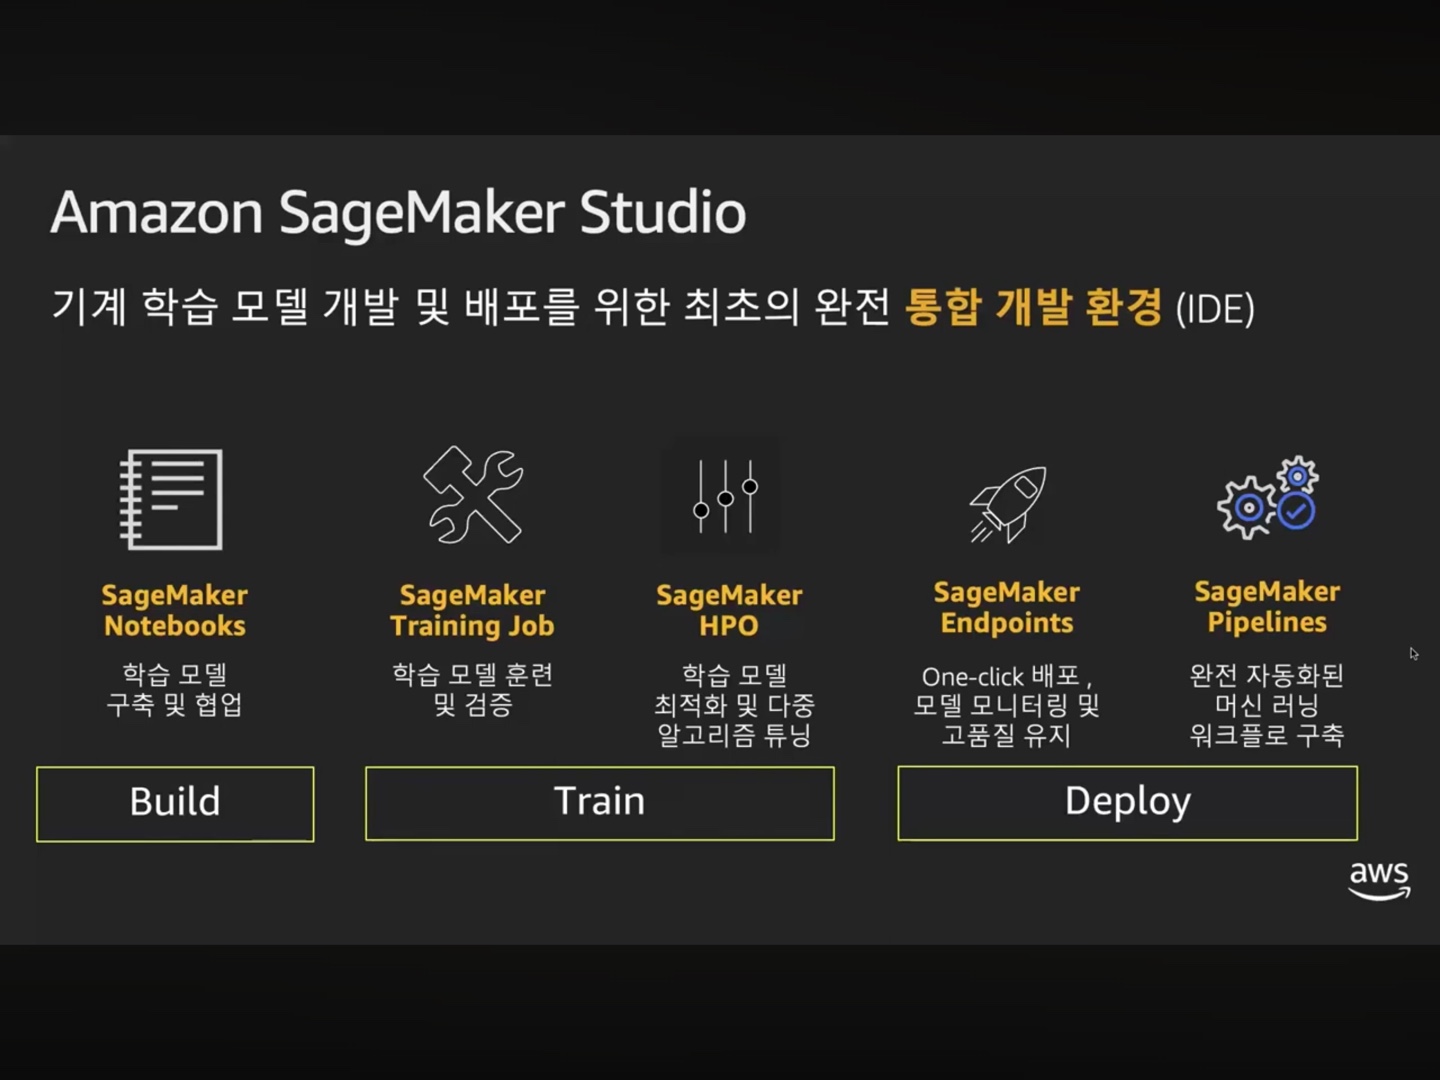 Amazon SageMaker Studio
기계 학습 모델 개발 및 배포를 위한 최초의 완전 통합 개발 환경 (IDE)
SageMaker
Notebooks
학습 모델
구축 및 협업
SageMaker
Training Job
학습 모델 훈련
및 검증
SageMaker
HPO
학습 모델
최적화 및 다중
알고리즘 튜닝
SageMaker
Endpoints
One-click 배포 ,
모델 모니터링 및
고품질 유지
SageMaker
Pipelines
완전 자동화된
머신 러닝
워크플로 구축
Build
Train
Deploy
aws